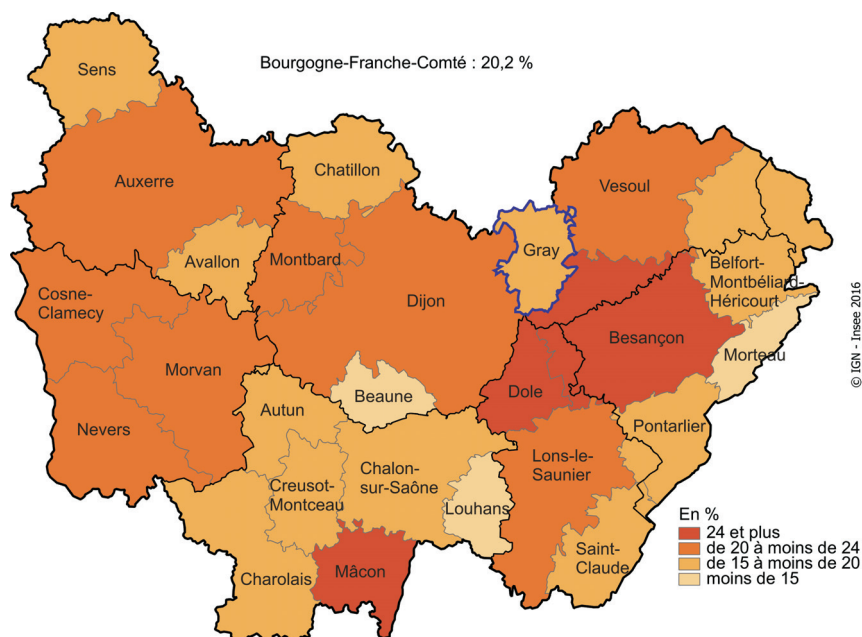 Sens
Bourgogne-Franche-Comté : 20,2 %
Auxerre
Chatillon
Vesoul
Avallon
Montbard
Gray
Dijon
Cosne-
Clamecy
Belfort-
Montbéliard-
Héricourt
Besançon
Morteau
Morvan
Beaune
Dole
Autun
Nevers
Pontarlier
Lons-le-
Saunier
Chalon-
sur-Saône
Creusot-
Montceau
Louhans
Saint-
Claude
Charolais
Mâcon
En %
24 et plus
de 20 à moins de 24
de 15 à moins de 20
moins de 15
© IGN - Insee 2016